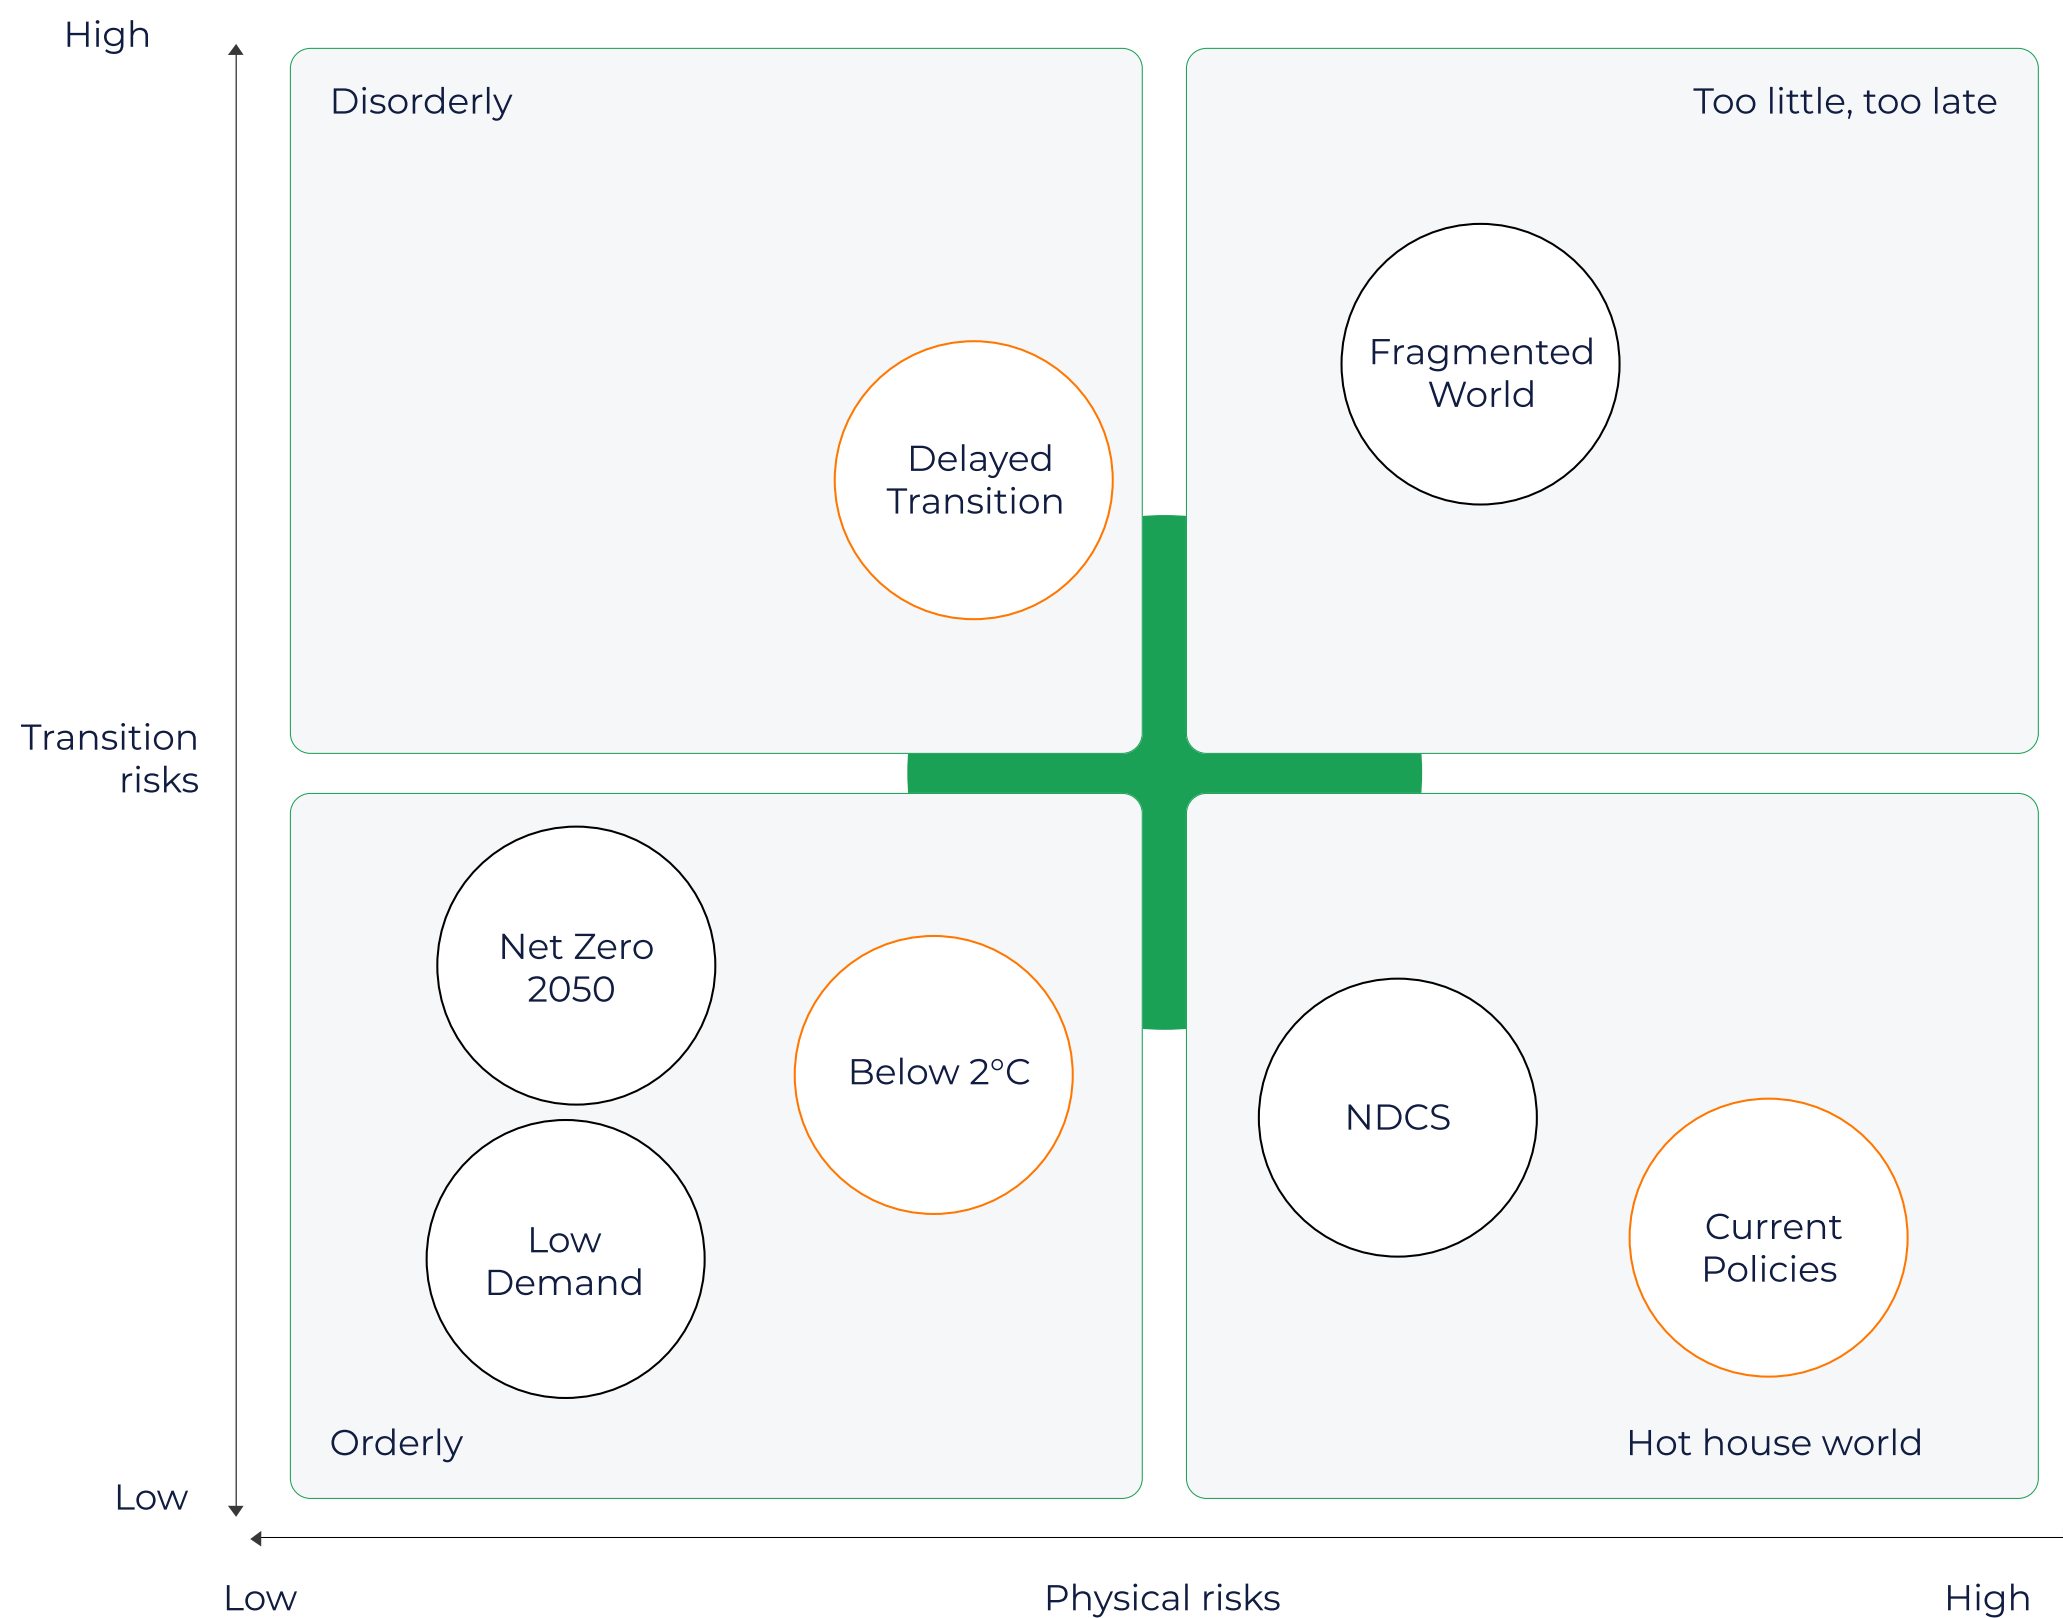 High
Disorderly
Too little, too late
Fragmented
World
Delayed
Transition
Transition
risks
Net Zero
2050
Below 2°C
NDCS
Low
Demand
Current
Policies
Orderly
Hot house world
Low
Low
Physical risks
High